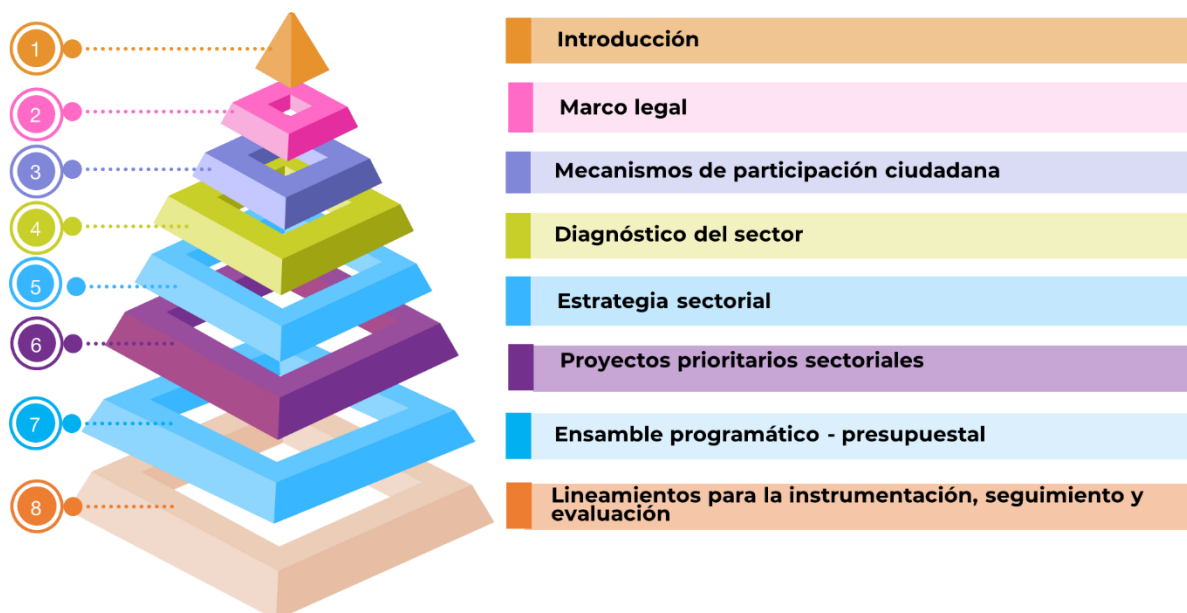 1
Introducción
2
Marco legal
3
Mecanismos de participación ciudadana
4
Diagnóstico del sector
5
Estrategia sectorial
6
Proyectos prioritarios sectoriales
7
Ensamble programático - presupuestal
8
Lineamientos para la instrumentación, seguimiento y
evaluación